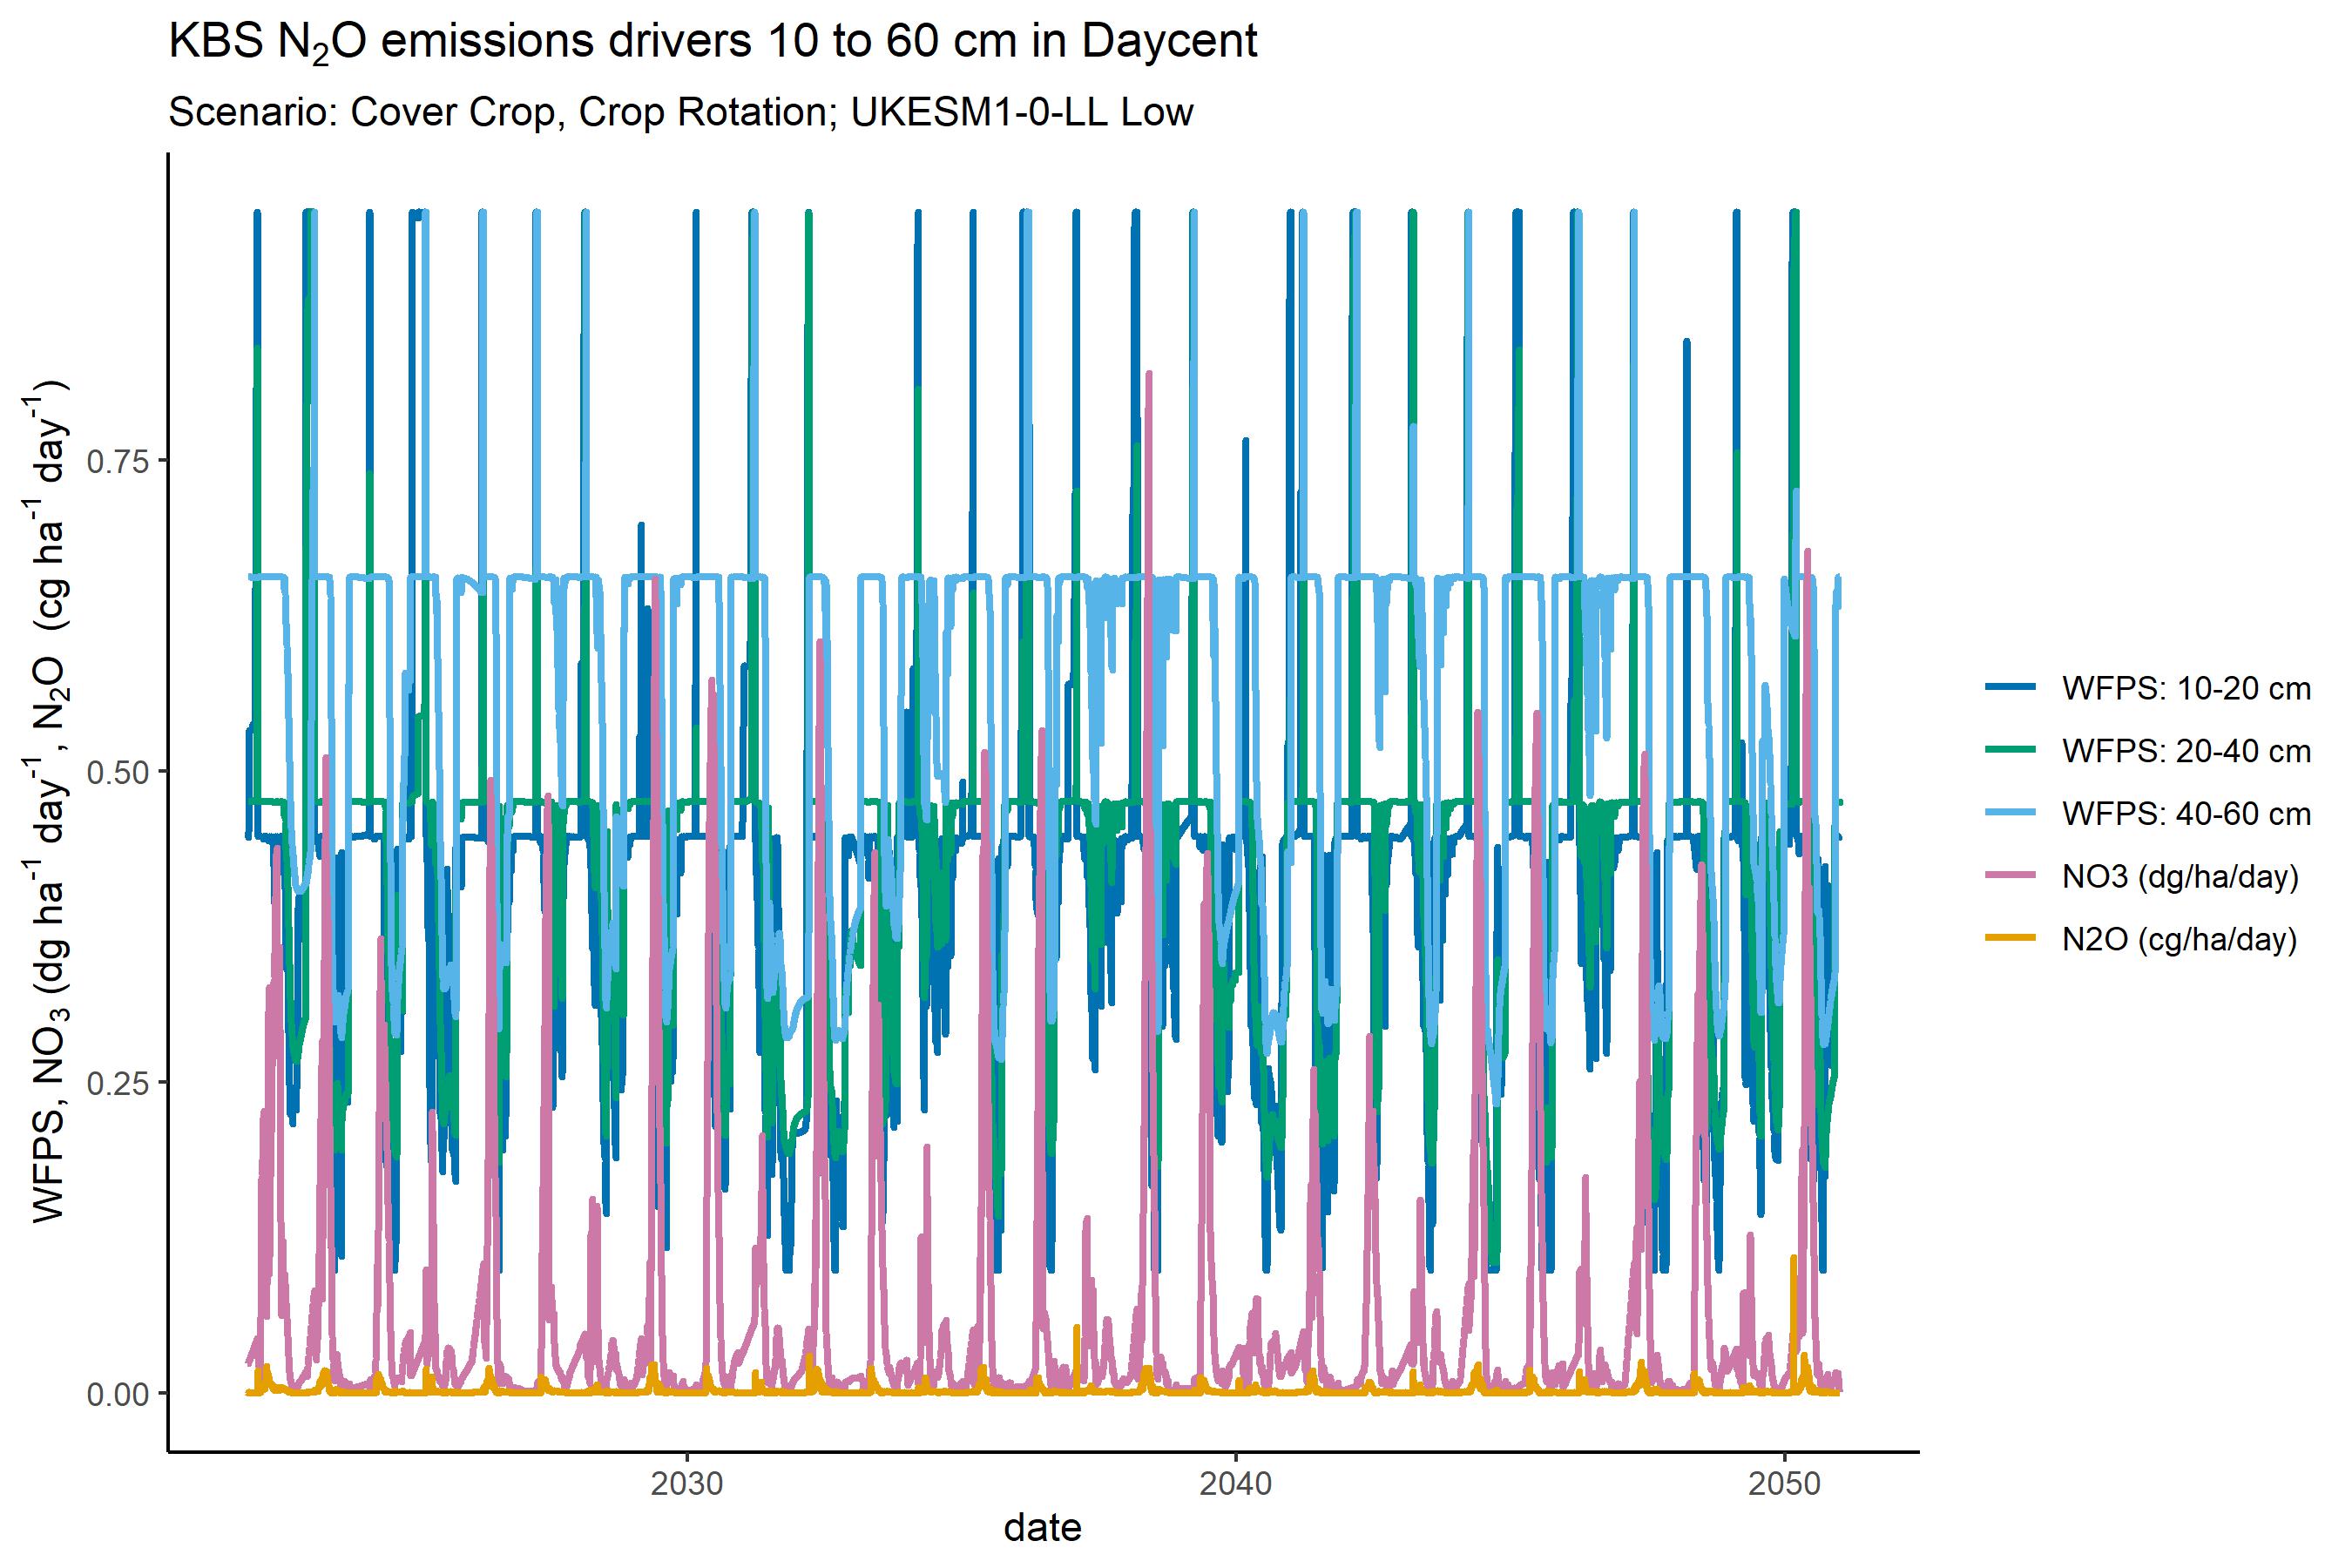 KBS N₂O emissions drivers 10 to 60 cm in Daycent
Scenario: Cover Crop, Crop Rotation; UKESM1-0-LL Low
WFPS, NO₃ (dg ha⁻¹ day⁻¹, N₂O (cg ha⁻¹ day⁻¹)
0.75
0.50
0.25
0.00
2030
2040
2050
date
WFPS: 10-20 cm
WFPS: 20-40 cm
WFPS: 40-60 cm
NO3 (dg/ha/day)
N2O (cg/ha/day)